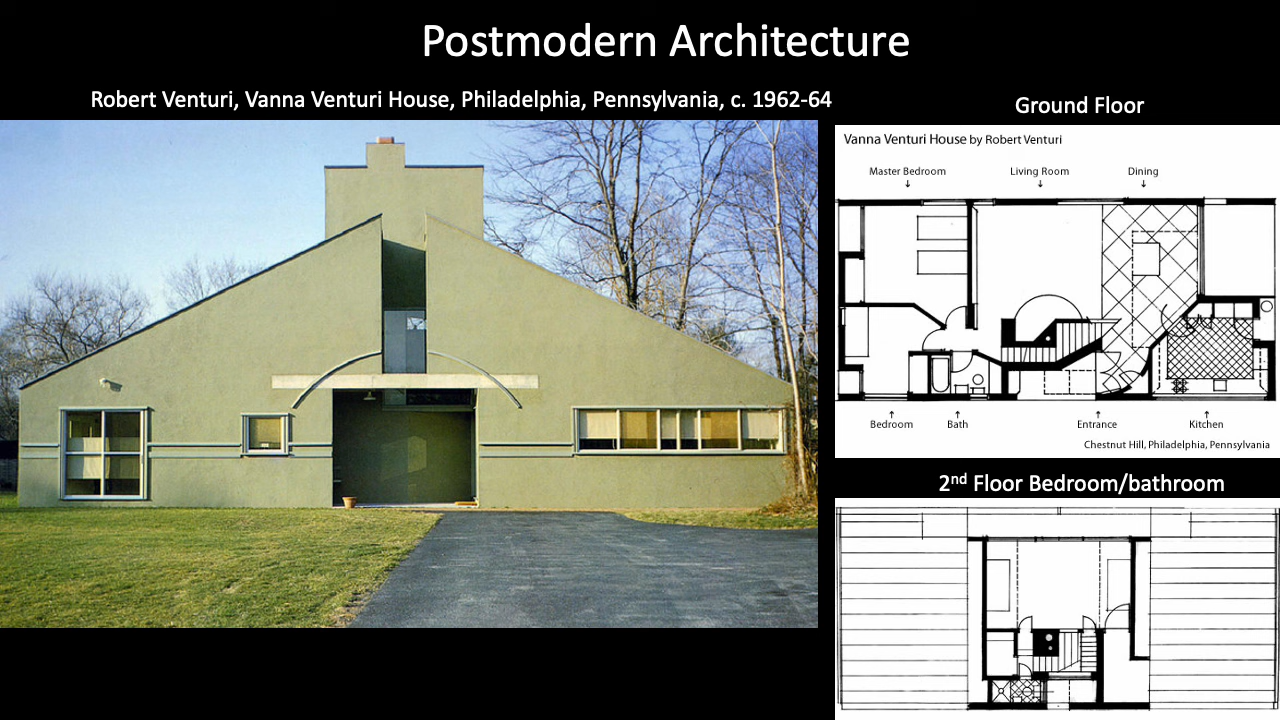 Postmodern Architecture
Robert Venturi, Vanna Venturi House, Philadelphia, Pennsylvania, c. 1962-64
Ground Floor
Vanna Venturi House by Robert Venturi
Master Bedroom
Living Room
Dining
Bedroom
Bath
Entrance
Kitchen
Chestnut Hill, Philadelphia, Pennsylvania
2nd Floor Bedroom/bathroom